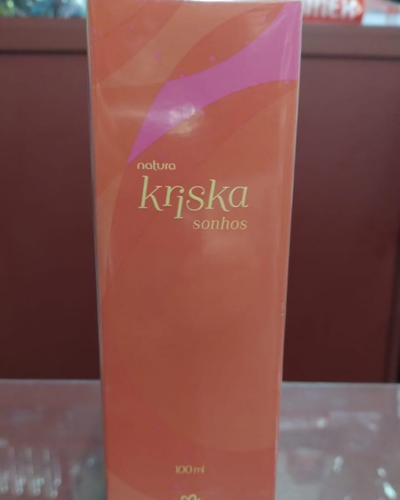 natura
kriska
sonhos
100 ml